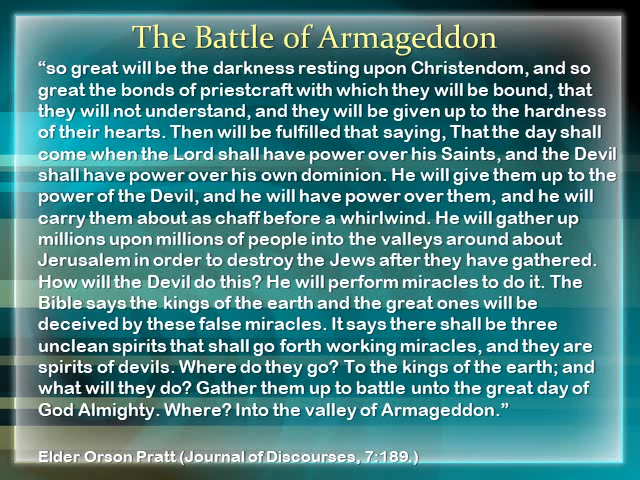 The Battle of Armageddon
“so great will be the darkness resting upon Christendom, and so
great the bonds of priestcraft with which they will be bound, that
they will not understand, and they will be given up to the hardness
of their hearts. Then will be fulfilled that saying, That the day shall
come when the Lord shall have power over his Saints, and the Devil
shall have power over his own dominion. He will give them up to the
power of the Devil, and he will have power over them, and he will
carry them about as chaff before a whirlwind. He will gather up
millions upon millions of people into the valleys around about
Jerusalem in order to destroy the Jews after they have gathered.
How will the Devil do this? He will perform miracles to do it. The
Bible says the kings of the earth and the great ones will be
deceived by these false miracles. It says there shall be three
unclean spirits that shall go forth working miracles, and they are
spirits of devils. Where do they go? To the kings of the earth; and
what will they do? Gather them up to battle unto the great day of
God Almighty. Where? Into the valley of Armageddon.”
Elder Orson Pratt (Journal of Discourses, 7:189.)